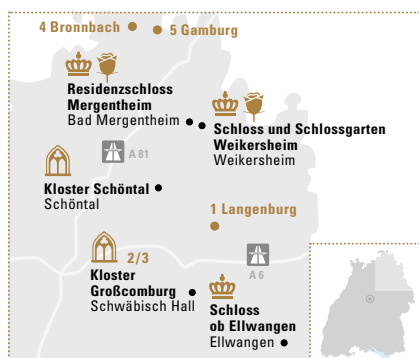 4 Bronnbach
5 Gamburg
Residenzschloss
Mergentheim
Bad Mergentheim
Schloss und Schlossgarten
Weikersheim
Weikersheim
A 81
Kloster Schöntal
Schöntal
1 Langenburg
2/3
Kloster
Großcomburg
Schwäbisch Hall
A 6
Schloss
ob Ellwangen
Ellwangen